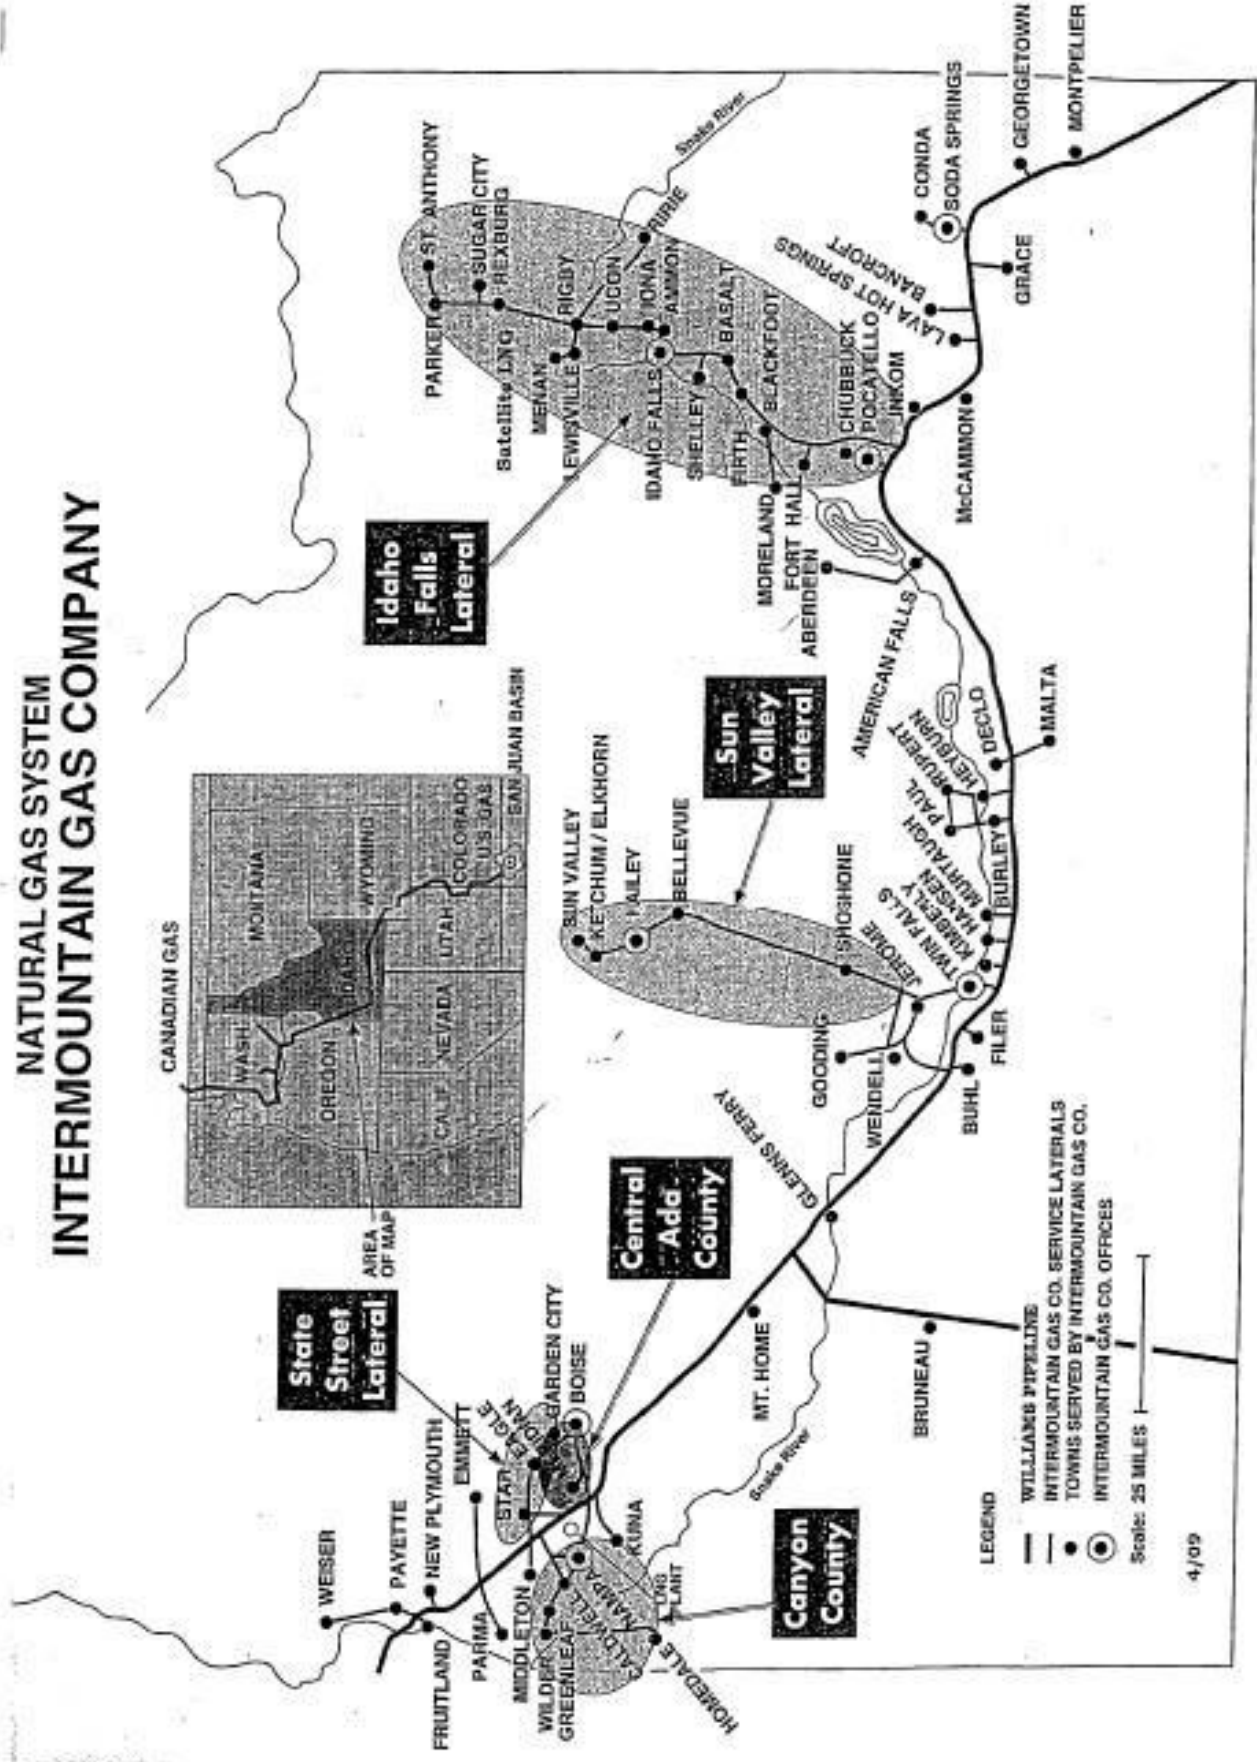 NATURAL GAS SYSTEM
INTERMOUNTAIN GAS COMPANY
CANADIAN GAS
WASH
MONTANA
OREGON
IDAHO
WYOMING
CALIF
NEVADA
UTAH
COLORADO
U.S. GAS
SAN JUAN BASIN
AREA
OF MAP
State
Street
Lateral
Central
Ada
County
Sun
Valley
Lateral
Idaho
Falls
Lateral
Canyon
County
WEISER
PAYETTE
NEW PLYMOUTH
FRUITLAND
EMMETT
PARMA
STAR
EAGLE
GARDEN CITY
BOISE
MIDDLETON
WILDER
GREENLEAF
CALDWELL
NAMPA
KUNA
LNG
PLANT
HOMEDALE
Snake River
MT. HOME
BRUNEAU
GLENNS FERRY
SUN VALLEY
KETCHUM / ELKHORN
HAILEY
BELLEVUE
SHOSHONE
GOODING
WENDELL
JEROME
BUHL
FILER
TWIN FALLS
KIMBERLY
HANSEN
MURTAUGH
BURLEY
PAUL
RUPERT
HEYBURN
DECLO
MALTA
AMERICAN FALLS
ABERDEEN
PARKER
ST. ANTHONY
SUGAR CITY
REXBURG
Satellite LNG
MENAN
LEWISVILLE
RIGBY
UCON
RIRIE
IONA
AMMON
IDAHO FALLS
SHELLEY
BASALT
FIRTH
BLACKFOOT
MORELAND
FORT HALL
CHUBBUCK
POCATELLO
INKOM
McCAMMON
LAVA HOT SPRINGS
BANCROFT
GRACE
CONDA
SODA SPRINGS
GEORGETOWN
MONTPELIER
Snake River
LEGEND
WILLIAMS PIPELINE
INTERMOUNTAIN GAS CO. SERVICE LATERALS
TOWNS SERVED BY INTERMOUNTAIN GAS CO.
INTERMOUNTAIN GAS CO. OFFICES
Scale: 25 MILES
4/09